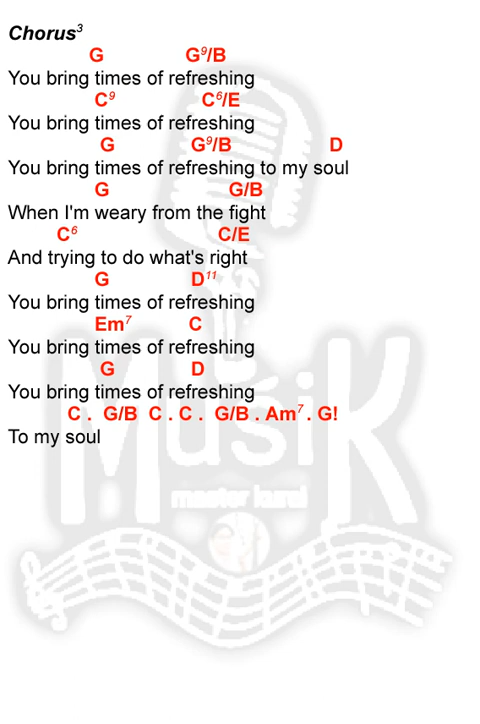 Chorus³
G G⁹/B
You bring times of refreshing
C⁹ C⁶/E
You bring times of refreshing
G G⁹/B D
You bring times of refreshing to my soul
G G/B
When I'm weary from the fight
C⁶ C/E
And trying to do what's right
G D¹¹
You bring times of refreshing
Em⁷ C
You bring times of refreshing
G D
You bring times of refreshing
C . G/B C . C . G/B . Am⁷ . G!
To my soul
Musik